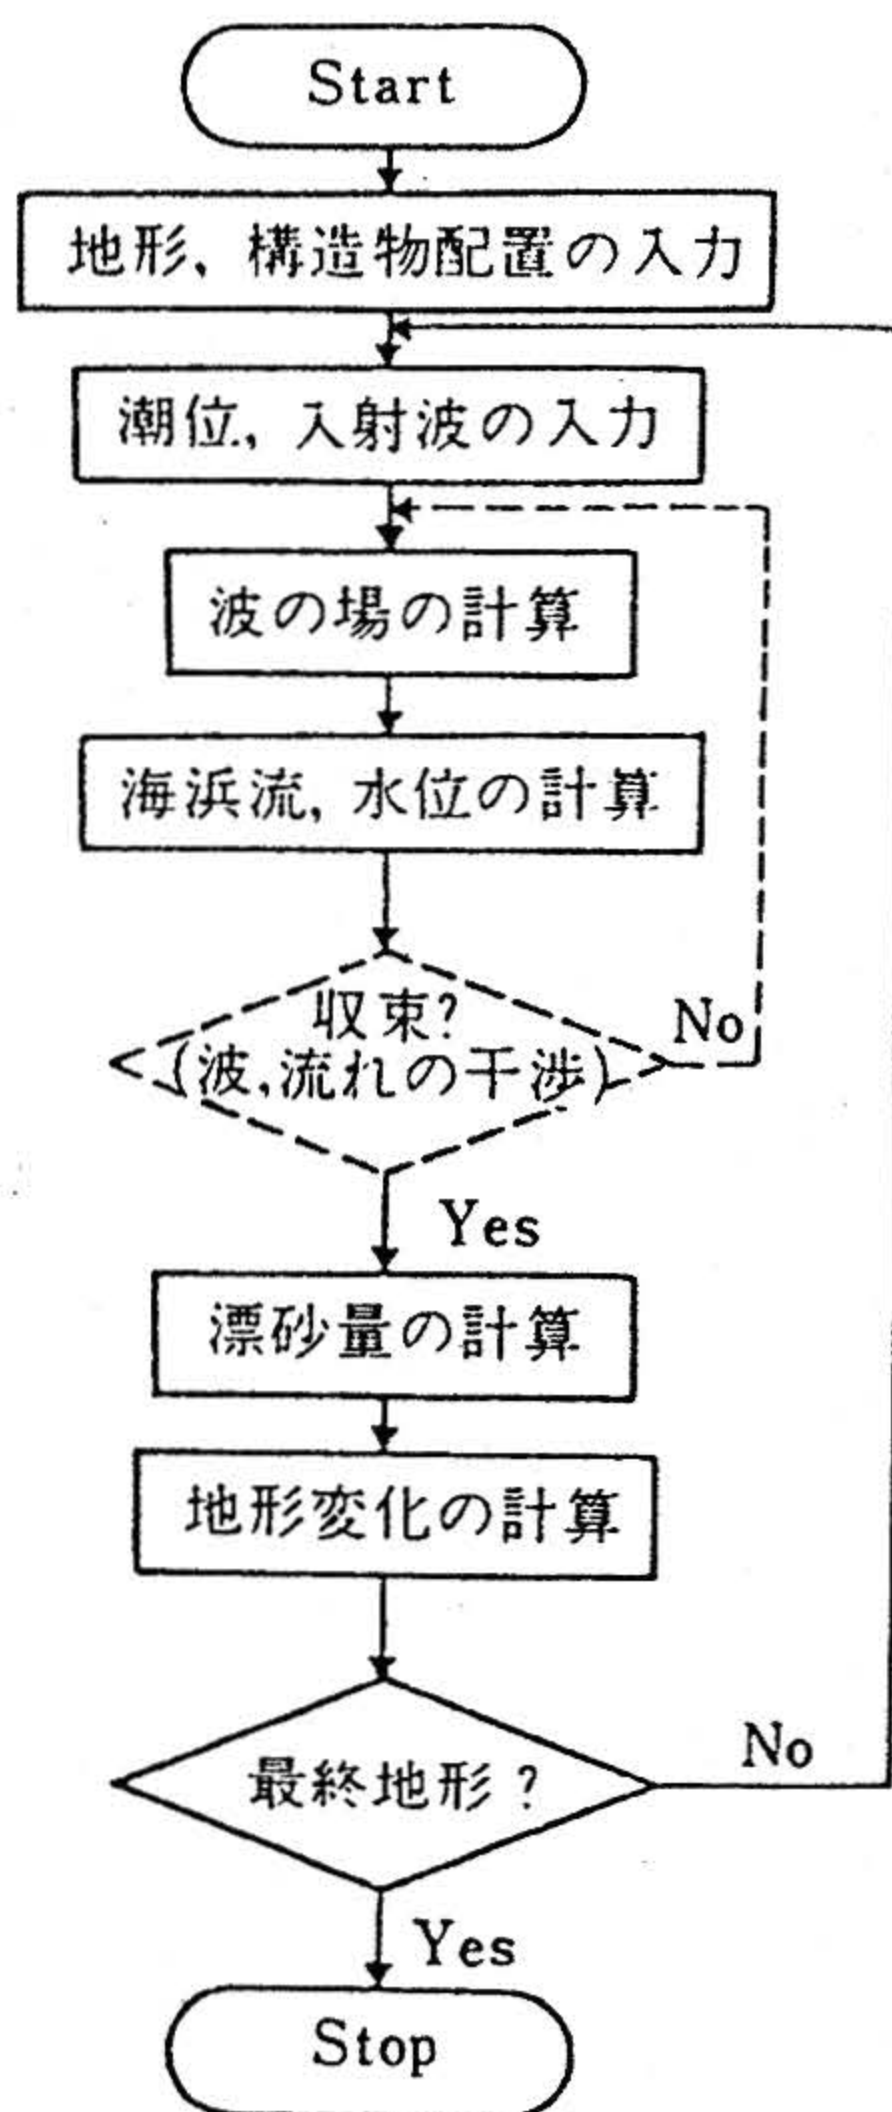 Start
地形、構造物配置の入力
潮位，入射波の入力
波の場の計算
海浜流，水位の計算
収束?
(波，流れの干渉)
No
Yes
漂砂量の計算
地形変化の計算
最終地形?
No
Yes
Stop